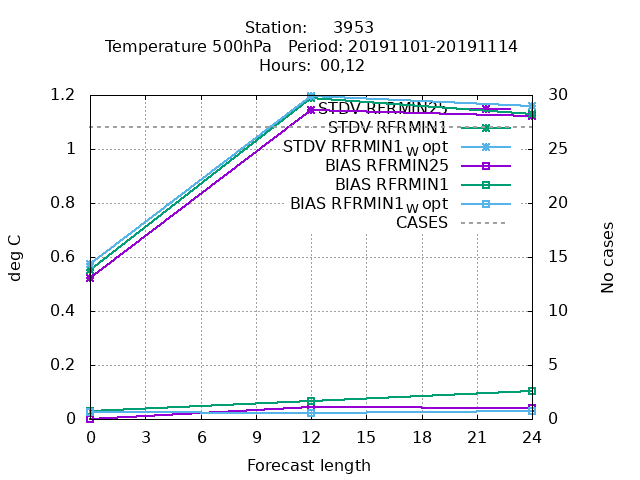 Station: 3953
Temperature 500hPa Period: 20191101-20191114
Hours: 00,12
1.2
1
0.8
0.6
0.4
0.2
0
deg C
30
25
20
15
10
5
0
No cases
STDV RFRMIN25
STDV RFRMIN1
STDV RFRMIN1W opt
BIAS RFRMIN25
BIAS RFRMIN1
BIAS RFRMIN1W opt
CASES
0 3 6 9 12 15 18 21 24
Forecast length